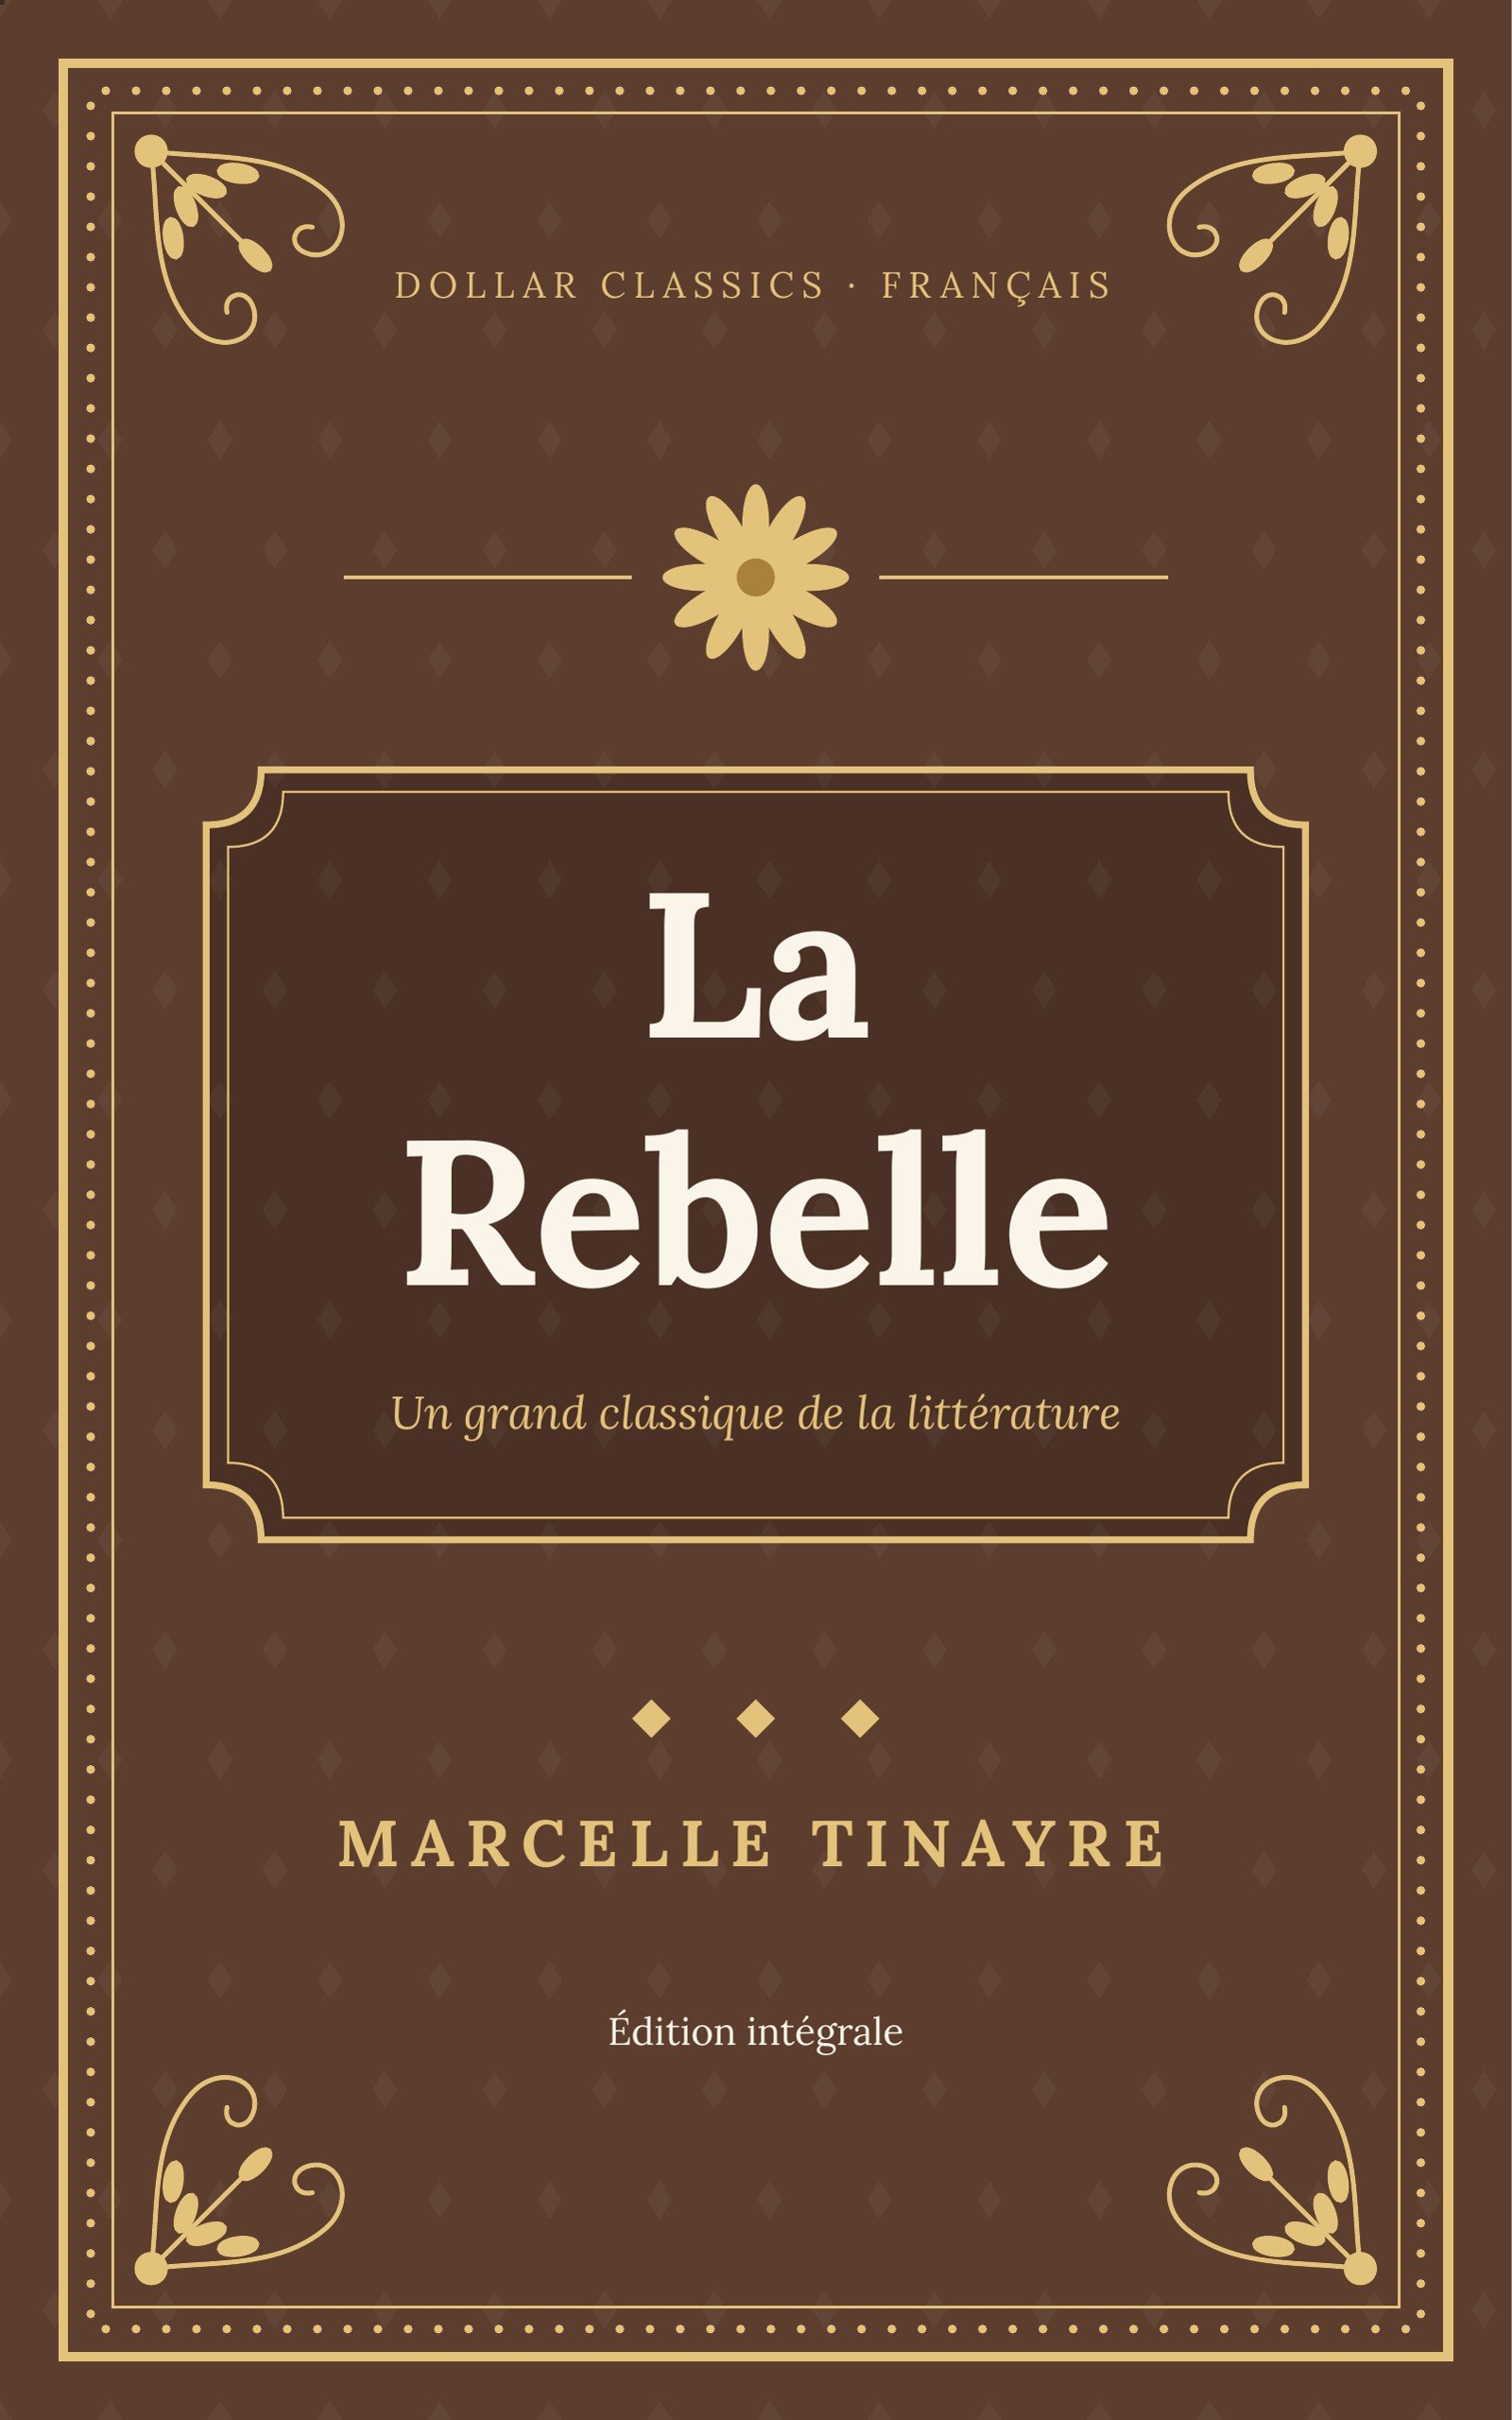 DOLLAR CLASSICS · FRANÇAIS
La
Rebelle
Un grand classique de la littérature
MARCELLE TINAYRE
Édition intégrale